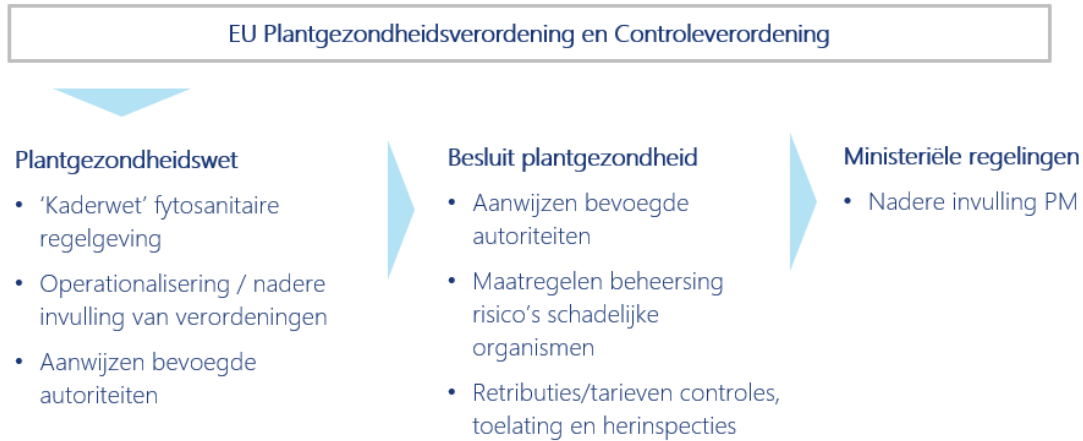 EU Plantgezondheidsverordening en Controleverordening
Plantgezondheidswet
• ‘Kaderwet’ fytosanitaire
regelgeving
• Operationalisering / nadere
invulling van verordeningen
• Aanwijzen bevoegde
autoriteiten
Besluit plantgezondheid
• Aanwijzen bevoegde
autoriteiten
• Maatregelen beheersing
risico’s schadelijke
organismen
• Retributies/tarieven controles,
toelating en herinspecties
Ministeriële regelingen
• Nadere invulling PM